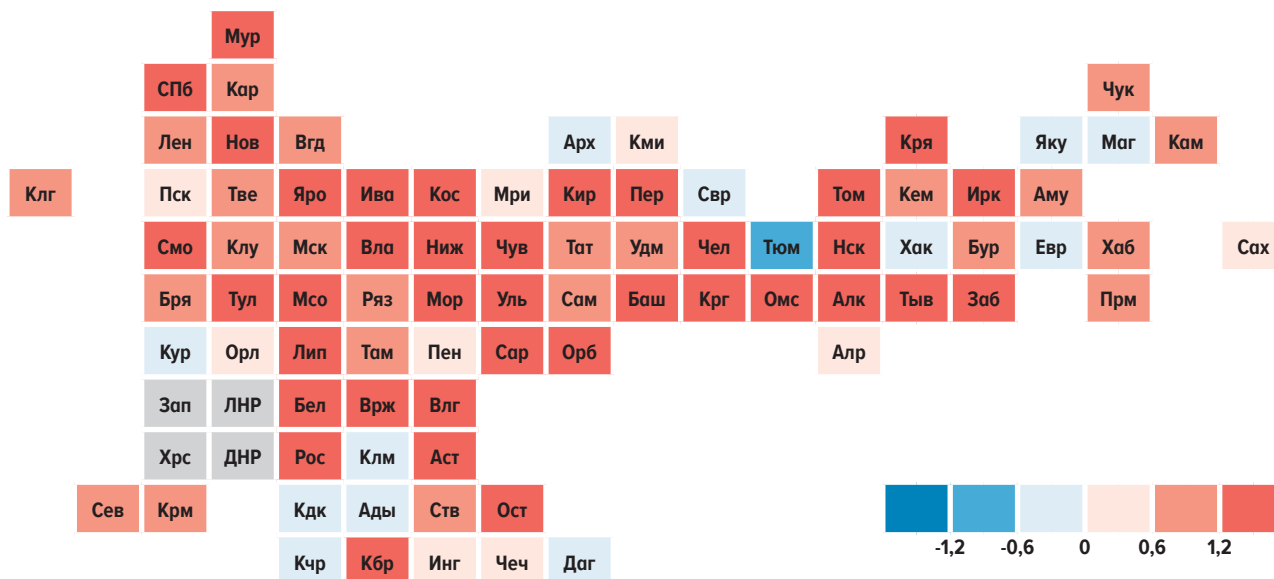 Мур
СПб Кар Чук
Лен Нов Вгд Арх Кми Кря Яку Маг Кам
Клг Пск Тве Яро Ива Кос Мри Кир Пер Свр Том Кем Ирк Аму
Смо Клу Мск Вла Ниж Чув Тат Удм Чел Тюм Нск Хак Бур Евр Хаб Сах
Бря Тул Мсо Ряз Мор Уль Сам Баш Крг Омс Алк Тыв Заб Прм
Кур Орл Лип Там Пен Сар Орб Алр
Зап ЛНР Бел Врж Влг
Хрс ДНР Рос Клм Аст
Сев Крм Кдк Ады Ств Ост
-1,2 -0,6 0 0,6 1,2
Кчр Кбр Инг Чеч Даг